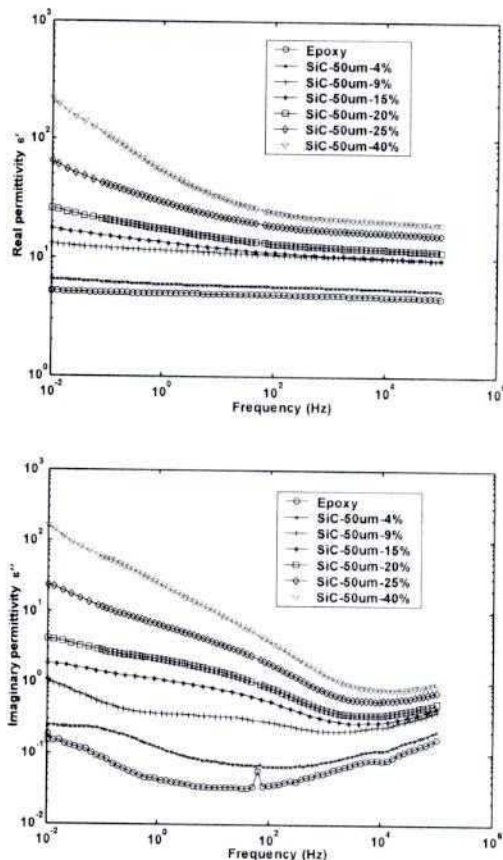 10³
10²
10¹
10⁰
Real permittivity ε'
Epoxy
SiC-50um-4%
SiC-50um-9%
SiC-50um-15%
SiC-50um-20%
SiC-50um-25%
SiC-50um-40%
10⁻² 10⁰ 10² 10⁴ 10⁶
Frequency (Hz)
10³
10²
10¹
10⁰
10⁻¹
10⁻²
Imaginary permittivity ε''
Epoxy
SiC-50um-4%
SiC-50um-9%
SiC-50um-15%
SiC-50um-20%
SiC-50um-25%
SiC-50um-40%
10⁻² 10⁰ 10² 10⁴ 10⁶
Frequency (Hz)